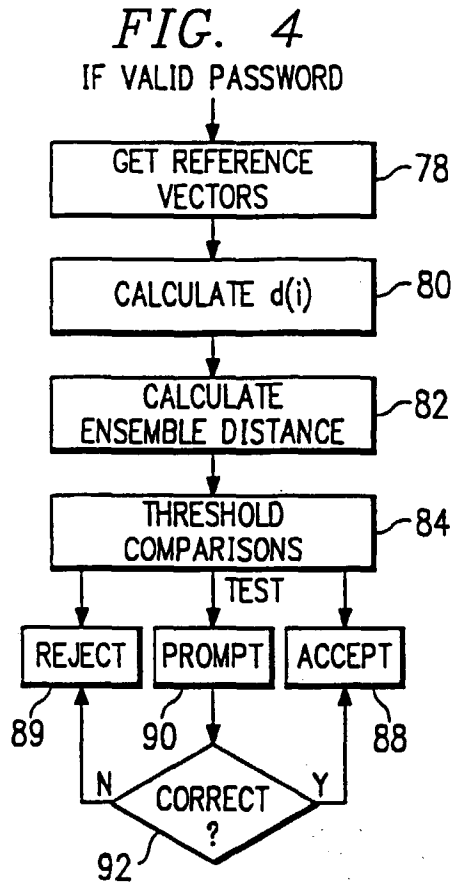 FIG. 4
IF VALID PASSWORD
GET REFERENCE
VECTORS
78
CALCULATE d(i)
80
CALCULATE
ENSEMBLE DISTANCE
82
THRESHOLD
COMPARISONS
84
TEST
REJECT
PROMPT
ACCEPT
89
90
88
N
CORRECT
?
Y
92